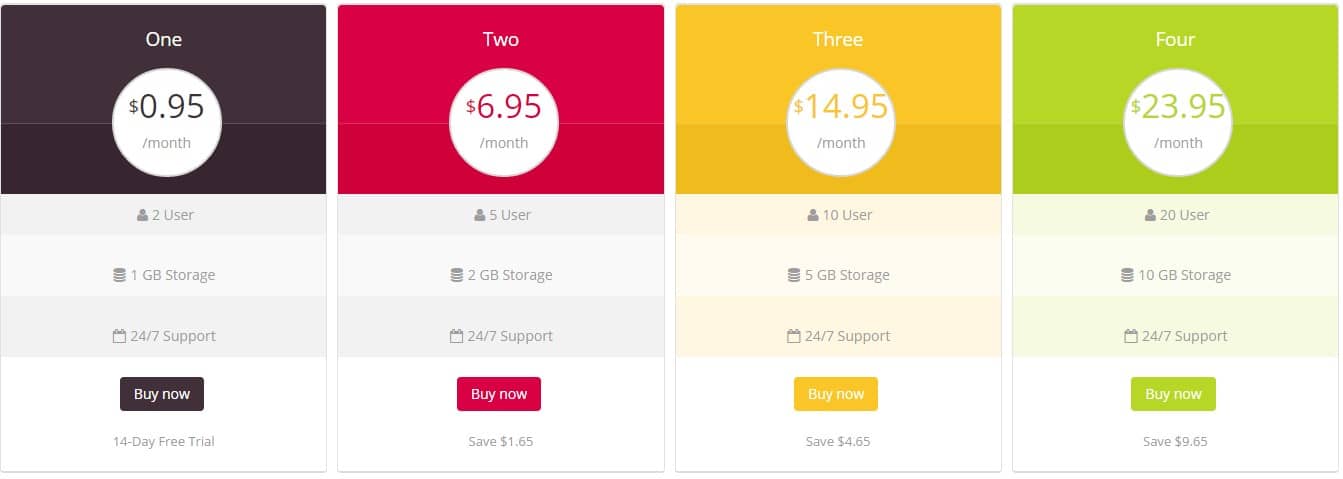 One
$0.95
/month
2 User
1 GB Storage
24/7 Support
Buy now
14-Day Free Trial
Two
$6.95
/month
5 User
2 GB Storage
24/7 Support
Buy now
Save $1.65
Three
$14.95
/month
10 User
5 GB Storage
24/7 Support
Buy now
Save $4.65
Four
$23.95
/month
20 User
10 GB Storage
24/7 Support
Buy now
Save $9.65